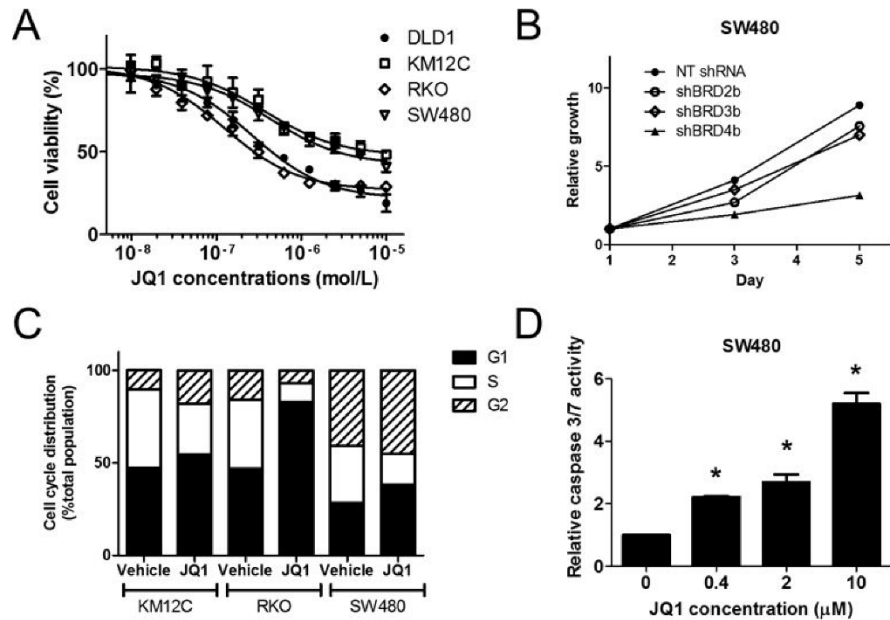 A
Cell viability (%)
100
50
0
10-8
10-7
10-6
10-5
JQ1 concentrations (mol/L)
DLD1
KM12C
RKO
SW480
B
SW480
Relative growth
10
5
0
1
2
3
4
5
Day
NT shRNA
shBRD2b
shBRD3b
shBRD4b
C
Cell cycle distribution
(%total population)
100
50
0
Vehicle JQ1 Vehicle JQ1 Vehicle JQ1
KM12C RKO SW480
G1
S
G2
D
SW480
Relative caspase 3/7 activity
6
4
2
0
*
*
*
0 0.4 2 10
JQ1 concentration (μM)